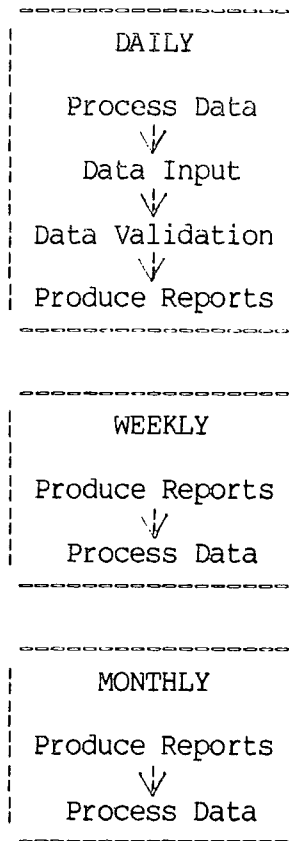 DAILY
Process Data
Data Input
Data Validation
Produce Reports
WEEKLY
Produce Reports
Process Data
MONTHLY
Produce Reports
Process Data